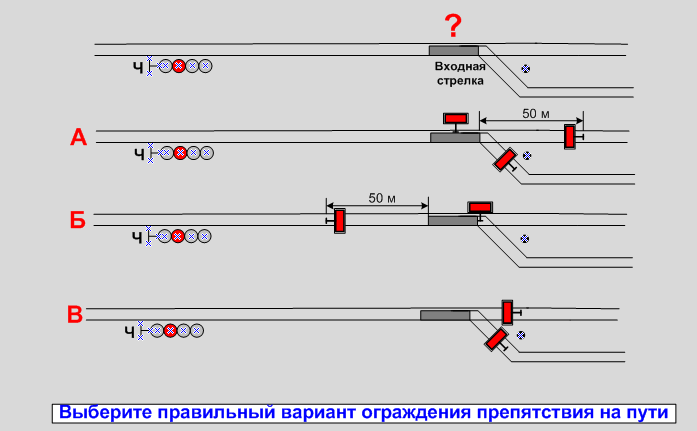 ?
Ч
Входная
стрелка
50 м
А
Ч
50 м
Б
Ч
В
Ч
Выберите правильный вариант ограждения препятствия на пути